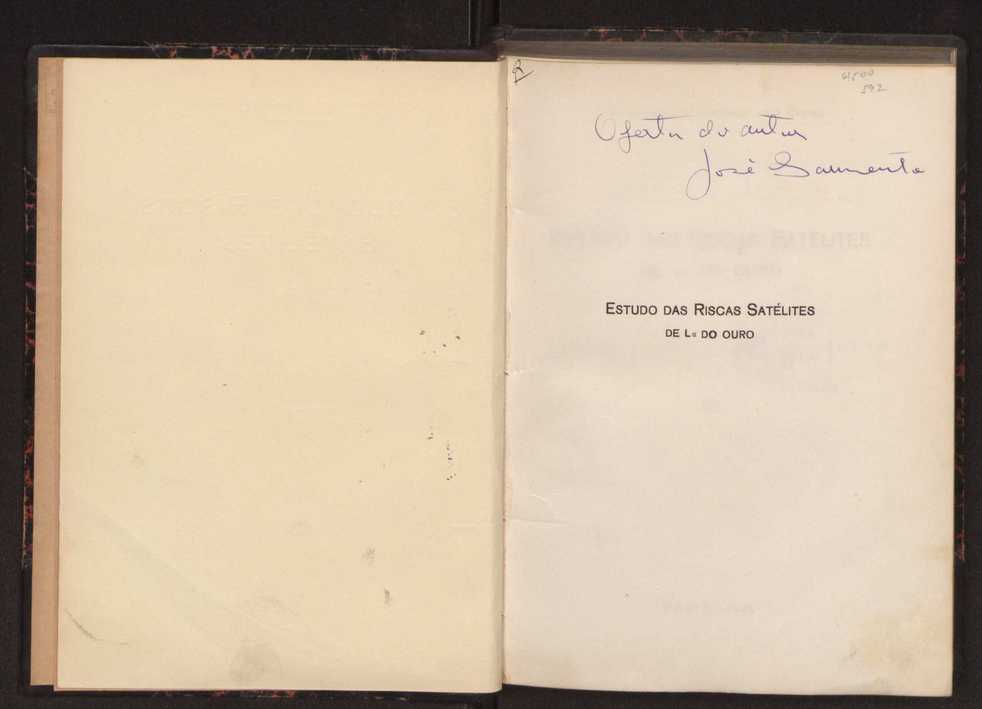 R
Oferta do autor
José Sarmento
ESTUDO DAS RISCAS SATÉLITES
DE Lα DO OURO